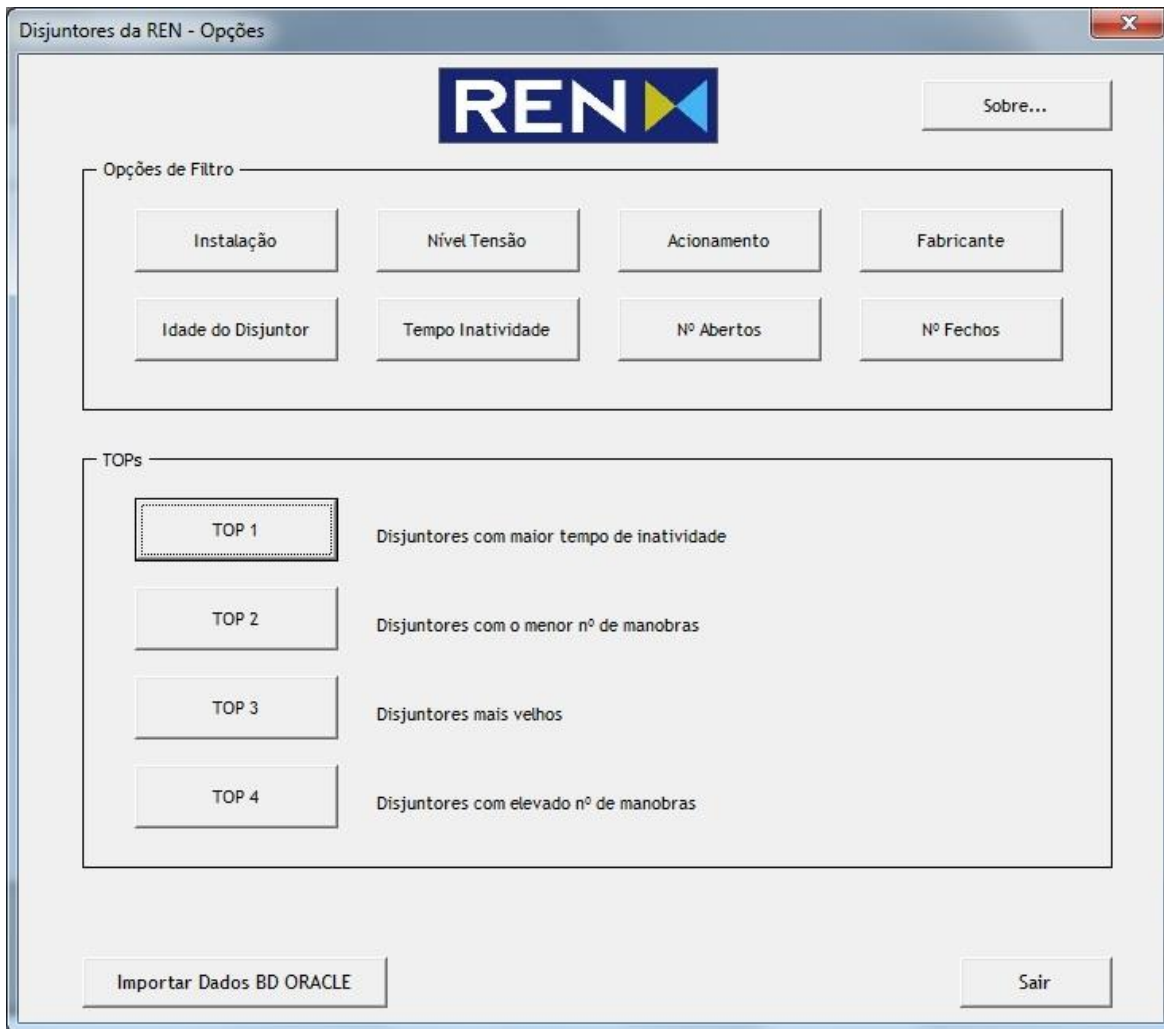 Disjuntores da REN - Opções
REN
Sobre...
Opções de Filtro
Instalação
Nível Tensão
Acionamento
Fabricante
Idade do Disjuntor
Tempo Inatividade
Nº Abertos
Nº Fechos
TOPs
TOP 1
Disjuntores com maior tempo de inatividade
TOP 2
Disjuntores com o menor nº de manobras
TOP 3
Disjuntores mais velhos
TOP 4
Disjuntores com elevado nº de manobras
Importar Dados BD ORACLE
Sair